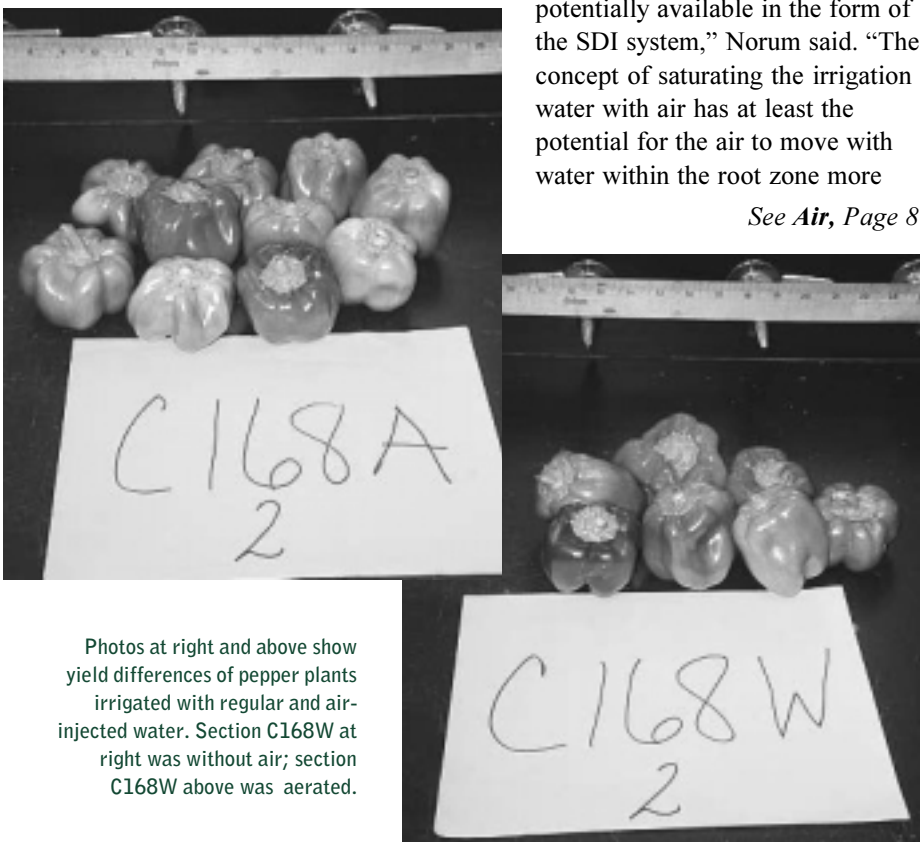 potentially available in the form of
the SDI system,” Norum said. “The
concept of saturating the irrigation
water with air has at least the
potential for the air to move with
water within the root zone more
See Air, Page 8
C168A
2
C168W
2
Photos at right and above show
yield differences of pepper plants
irrigated with regular and air-
injected water. Section C168W at
right was without air; section
C168W above was aerated.